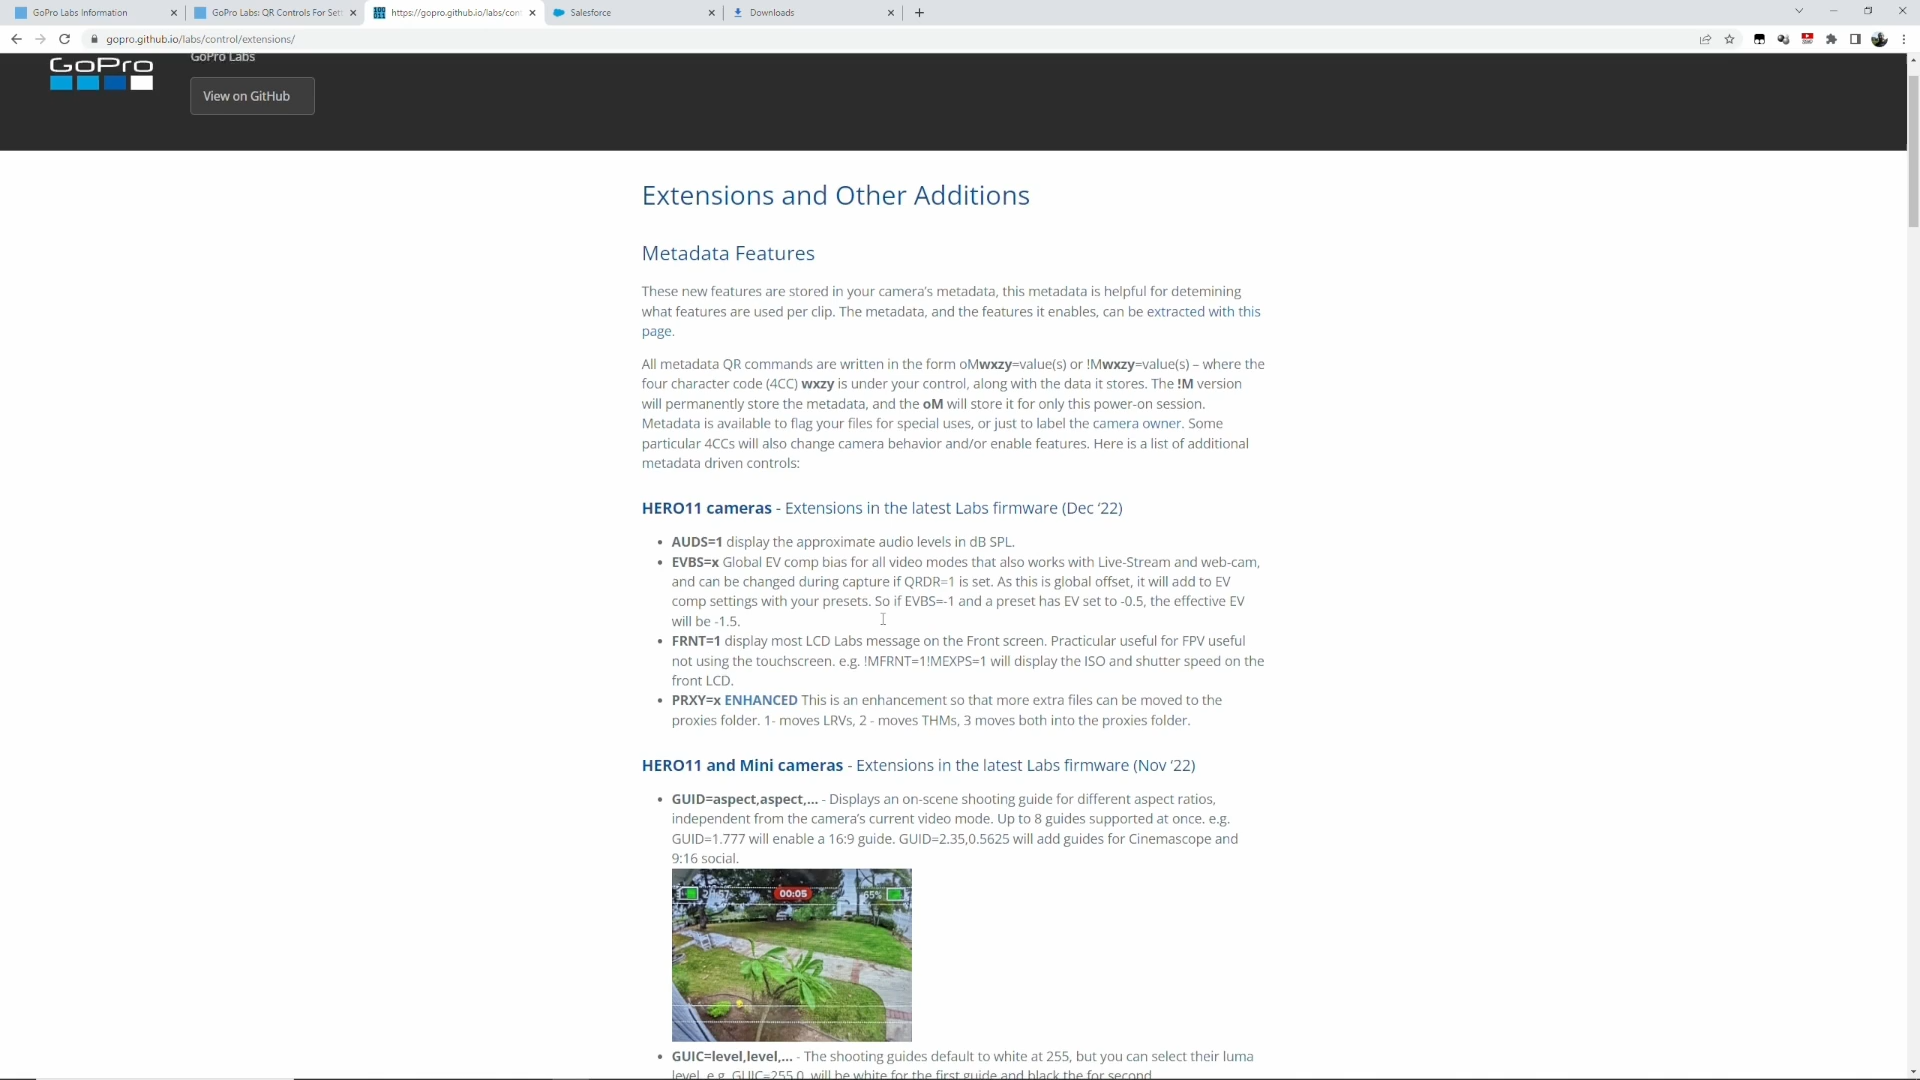 GoPro Labs Information
GoPro Labs: QR Controls For Sett
https://gopro.github.io/labs/con
Salesforce
Downloads
gopro.github.io/labs/control/extensions/
GoPro
GoPro Labs
View on GitHub
Extensions and Other Additions
Metadata Features
These new features are stored in your camera's metadata, this metadata is helpful for detemining
what features are used per clip. The metadata, and the features it enables, can be extracted with this
page.
All metadata QR commands are written in the form oMwxzy=value(s) or !Mwxzy=value(s) – where the
four character code (4CC) wxzy is under your control, along with the data it stores. The !M version
will permanently store the metadata, and the oM will store it for only this power-on session.
Metadata is available to flag your files for special uses, or just to label the camera owner. Some
particular 4CCs will also change camera behavior and/or enable features. Here is a list of additional
metadata driven controls:
HERO11 cameras - Extensions in the latest Labs firmware (Dec '22)
• AUDS=1 display the approximate audio levels in dB SPL.
• EVBS=x Global EV comp bias for all video modes that also works with Live-Stream and web-cam,
and can be changed during capture if QRDR=1 is set. As this is global offset, it will add to EV
comp settings with your presets. So if EVBS=-1 and a preset has EV set to -0.5, the effective EV
will be -1.5.
• FRNT=1 display most LCD Labs message on the Front screen. Practicular useful for FPV useful
not using the touchscreen. e.g. !MFRNT=1!MEXPS=1 will display the ISO and shutter speed on the
front LCD.
• PRXY=x ENHANCED This is an enhancement so that more extra files can be moved to the
proxies folder. 1- moves LRVs, 2 - moves THMs, 3 moves both into the proxies folder.
HERO11 and Mini cameras - Extensions in the latest Labs firmware (Nov '22)
• GUID=aspect,aspect,... - Displays an on-scene shooting guide for different aspect ratios,
independent from the camera's current video mode. Up to 8 guides supported at once. e.g.
GUID=1.777 will enable a 16:9 guide. GUID=2.35,0.5625 will add guides for Cinemascope and
9:16 social.
00:05
65%
• GUIC=level,level,... - The shooting guides default to white at 255, but you can select their luma
level. e.g. GUIC=255,0, will be white for the first guide and black the for second.